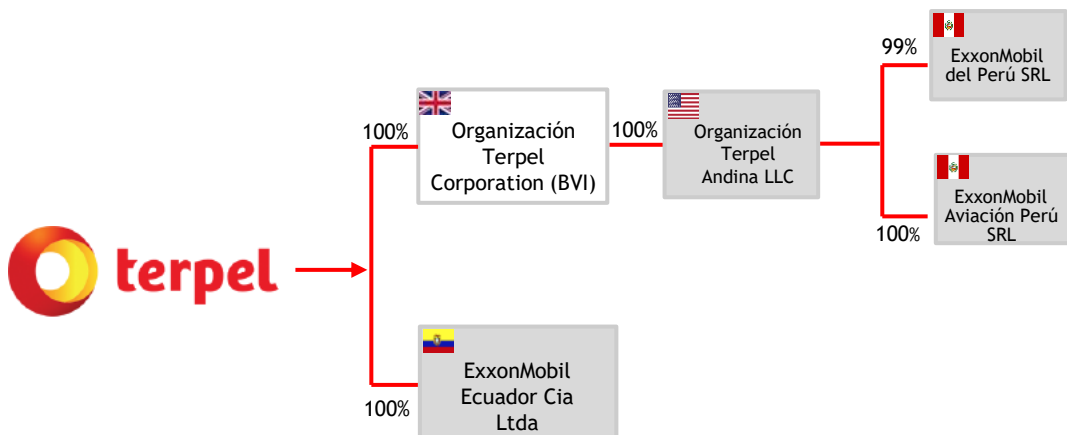 99%
ExxonMobil
del Perú SRL
100%
Organización
Terpel
Corporation (BVI)
100%
Organización
Terpel
Andina LLC
ExxonMobil
Aviación Perú
SRL
100%
terpel
ExxonMobil
Ecuador Cia
Ltda
100%